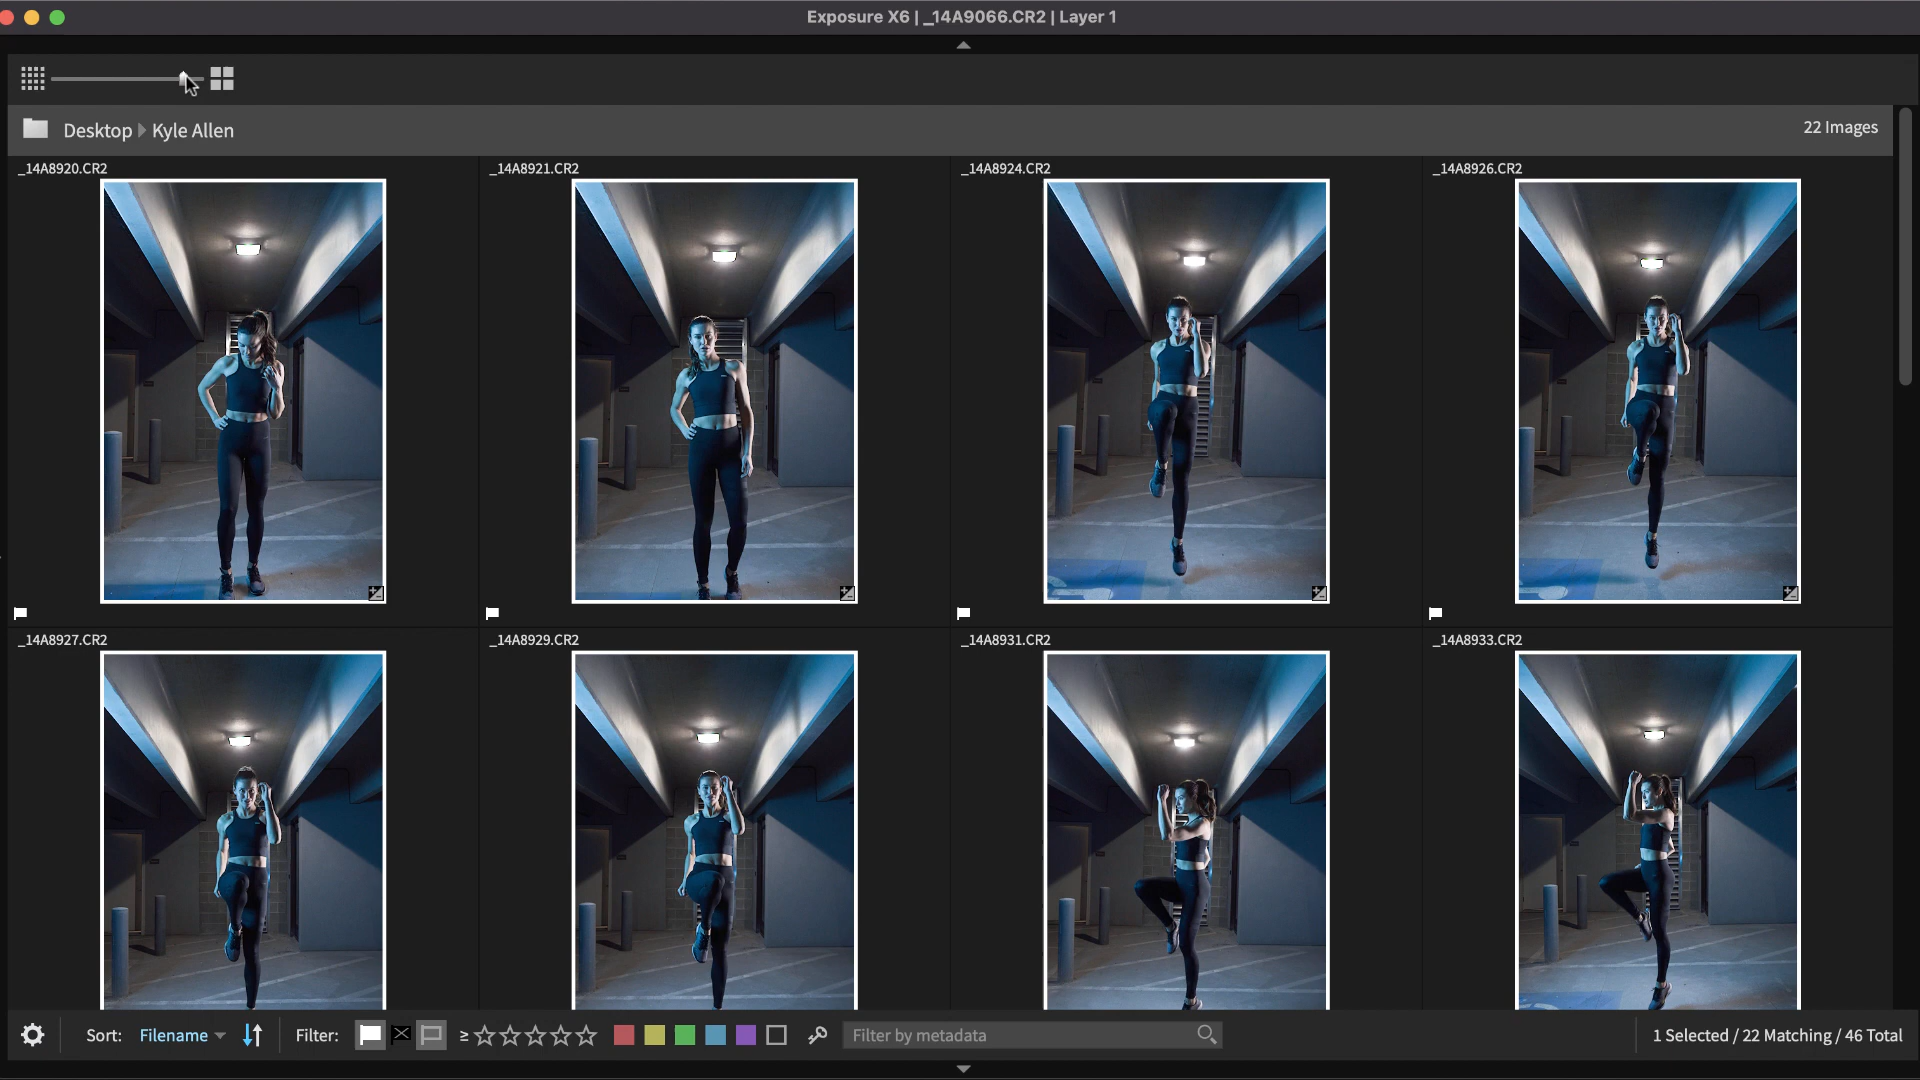 Exposure X6 | _14A9066.CR2 | Layer 1
Desktop Kyle Allen
22 Images
_14A8920.CR2
_14A8921.CR2
_14A8924.CR2
_14A8926.CR2
_14A8927.CR2
_14A8929.CR2
_14A8931.CR2
_14A8933.CR2
Sort: Filename Filter: ≥ Filter by metadata 1 Selected / 22 Matching / 46 Total